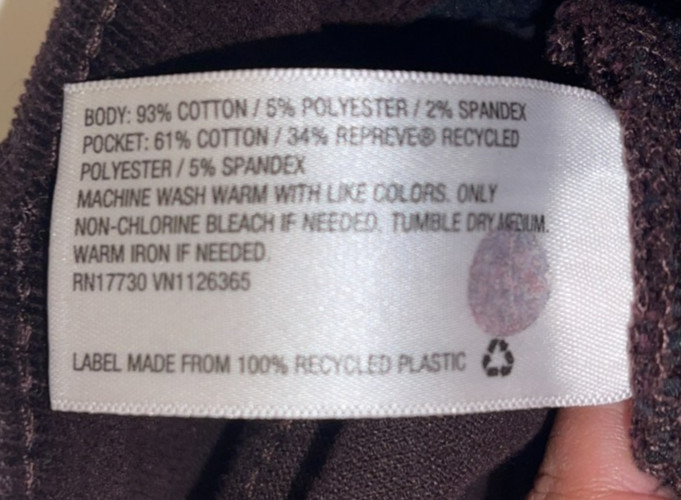 BODY: 93% COTTON / 5% POLYESTER / 2% SPANDEX
POCKET: 61% COTTON / 34% REPREVE® RECYCLED
POLYESTER / 5% SPANDEX
MACHINE WASH WARM WITH LIKE COLORS. ONLY
NON-CHLORINE BLEACH IF NEEDED. TUMBLE DRY MEDIUM.
WARM IRON IF NEEDED.
RN17730 VN1126365
LABEL MADE FROM 100% RECYCLED PLASTIC